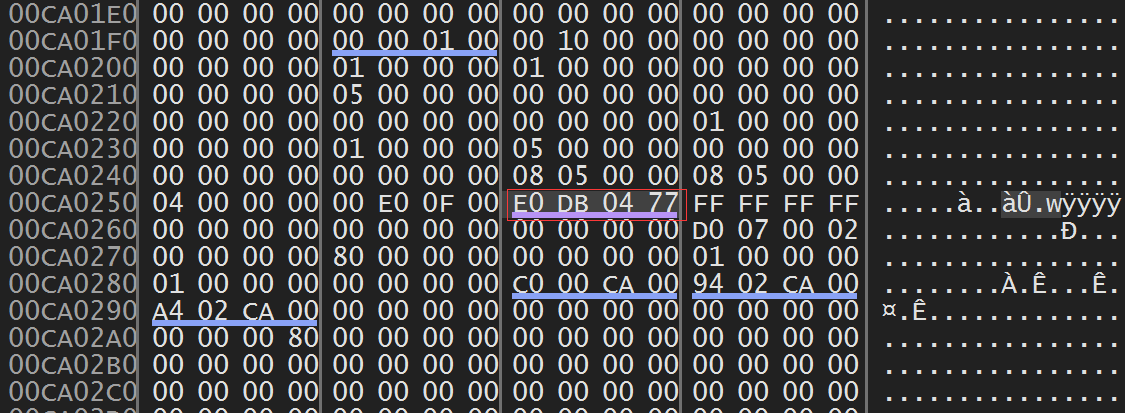 00CA01E0 00 00 00 00 00 00 00 00 00 00 00 00 00 00 00 00 ................
00CA01F0 00 00 00 00 00 00 01 00 00 10 00 00 00 00 00 00 ................
00CA0200 00 00 00 00 01 00 00 00 01 00 00 00 00 00 00 00 ................
00CA0210 00 00 00 00 05 00 00 00 00 00 00 00 00 00 00 00 ................
00CA0220 00 00 00 00 00 00 00 00 00 00 00 00 01 00 00 00 ................
00CA0230 00 00 00 00 01 00 00 00 05 00 00 00 00 00 00 00 ................
00CA0240 00 00 00 00 00 00 00 00 08 05 00 00 08 05 00 00 ................
00CA0250 04 00 00 00 00 E0 0F 00 E0 DB 04 77 FF FF FF FF .....à..àÛ.wÿÿÿÿ
00CA0260 00 00 00 00 00 00 00 00 00 00 00 00 D0 07 00 02 ............Ð...
00CA0270 00 00 00 00 80 00 00 00 00 00 00 00 01 00 00 00 ................
00CA0280 01 00 00 00 00 00 00 00 C0 00 CA 00 94 02 CA 00 ........À.Ê...Ê.
00CA0290 A4 02 CA 00 00 00 00 00 00 00 00 00 00 00 00 00 ¤.Ê.............
00CA02A0 00 00 00 80 00 00 00 00 00 00 00 00 00 00 00 00 ................
00CA02B0 00 00 00 00 00 00 00 00 00 00 00 00 00 00 00 00 ................
00CA02C0 00 00 00 00 00 00 00 00 00 00 00 00 00 00 00 00 ................